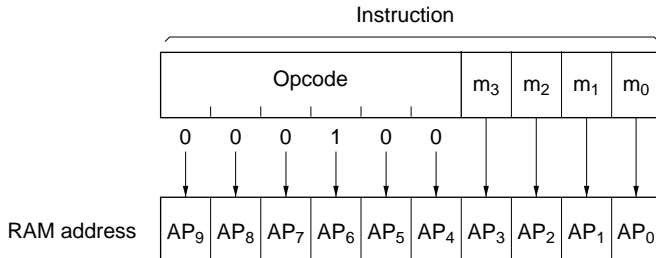 Instruction
Opcode m₃ m₂ m₁ m₀
0 0 0 1 0 0
RAM address AP₉ AP₈ AP₇ AP₆ AP₅ AP₄ AP₃ AP₂ AP₁ AP₀